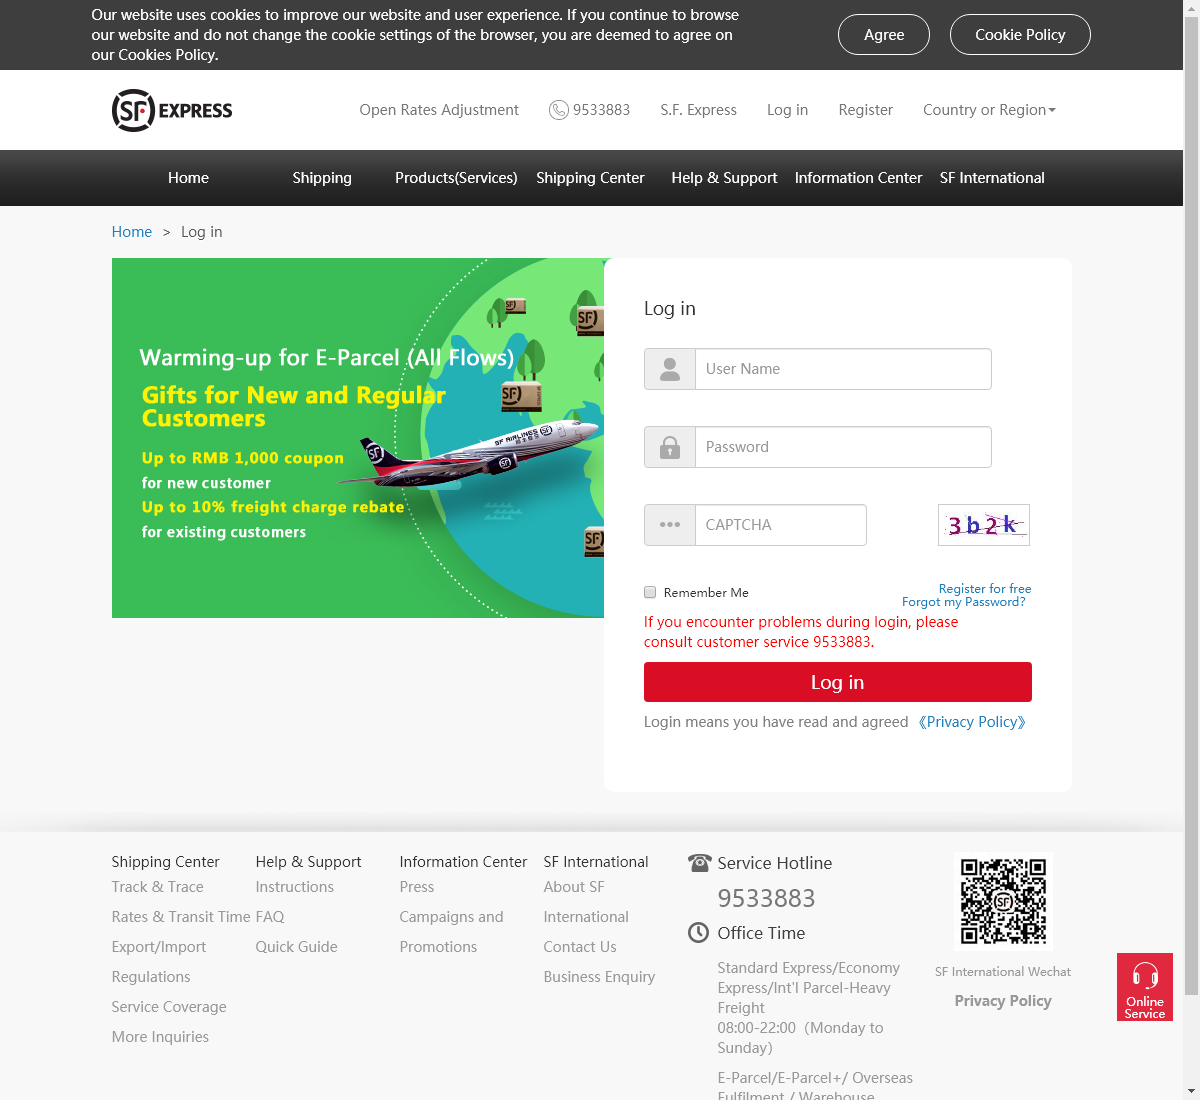 Our website uses cookies to improve our website and user experience. If you continue to browse
our website and do not change the cookie settings of the browser, you are deemed to agree on
our Cookies Policy.
Agree
Cookie Policy
SF EXPRESS
Open Rates Adjustment
9533883
S.F. Express
Log in
Register
Country or Region
Home
Shipping
Products(Services)
Shipping Center
Help & Support
Information Center
SF International
Home > Log in
Warming-up for E-Parcel (All Flows)
Gifts for New and Regular
Customers
Up to RMB 1,000 coupon
for new customer
Up to 10% freight charge rebate
for existing customers
SF
SF
SF
SF
SF AIRLINES
SF
SF
Log in
User Name
Password
CAPTCHA
3b2k
Remember Me
Register for free
Forgot my Password?
If you encounter problems during login, please
consult customer service 9533883.
Log in
Login means you have read and agreed 《Privacy Policy》
Shipping Center
Track & Trace
Rates & Transit Time
Export/Import
Regulations
Service Coverage
More Inquiries
Help & Support
Instructions
FAQ
Quick Guide
Information Center
Press
Campaigns and
Promotions
SF International
About SF
International
Contact Us
Business Enquiry
Service Hotline
9533883
Office Time
Standard Express/Economy
Express/Int'l Parcel-Heavy
Freight
08:00-22:00（Monday to
Sunday）
E-Parcel/E-Parcel+/ Overseas
Fulfilment / Warehouse
SF
SF International Wechat
Privacy Policy
Online
Service